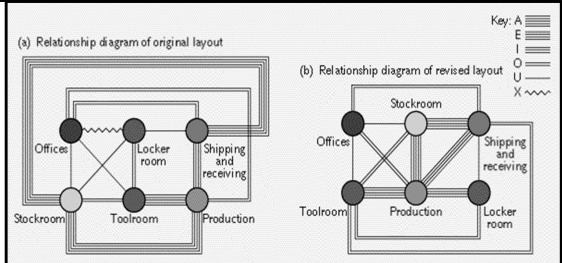 Key: A
E
I
O
U
X
(a) Relationship diagram of original layout
Offices
Locker
room
Shipping
and
receiving
Stockroom
Toolroom
Production
(b) Relationship diagram of revised layout
Stockroom
Offices
Shipping
and
receiving
Toolroom
Production
Locker
room